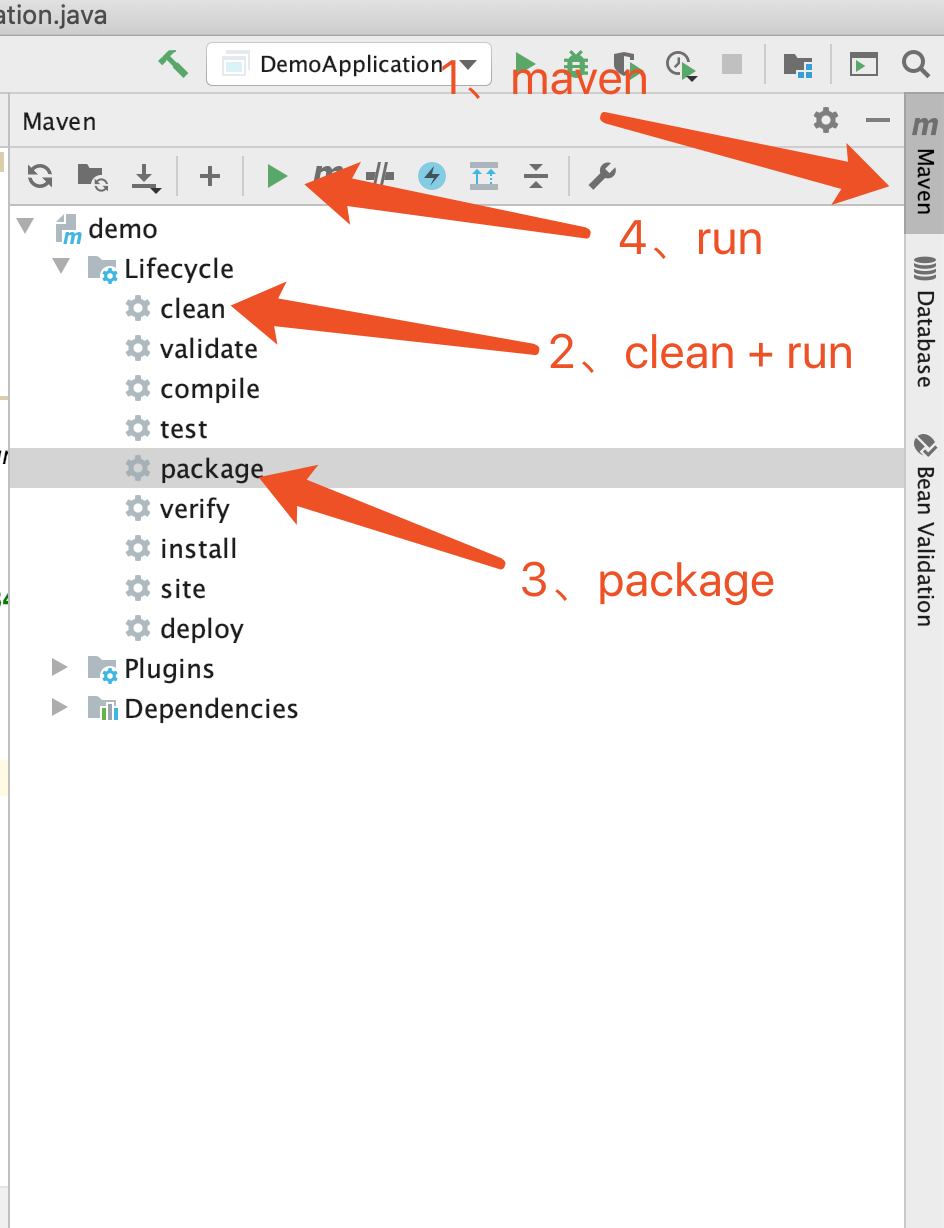 ation.java
DemoApplication
1、maven
Maven
Maven
4、run
demo
Lifecycle
clean
2、clean + run
validate
compile
test
package
3、package
verify
install
site
deploy
Plugins
Dependencies
Database
Bean Validation